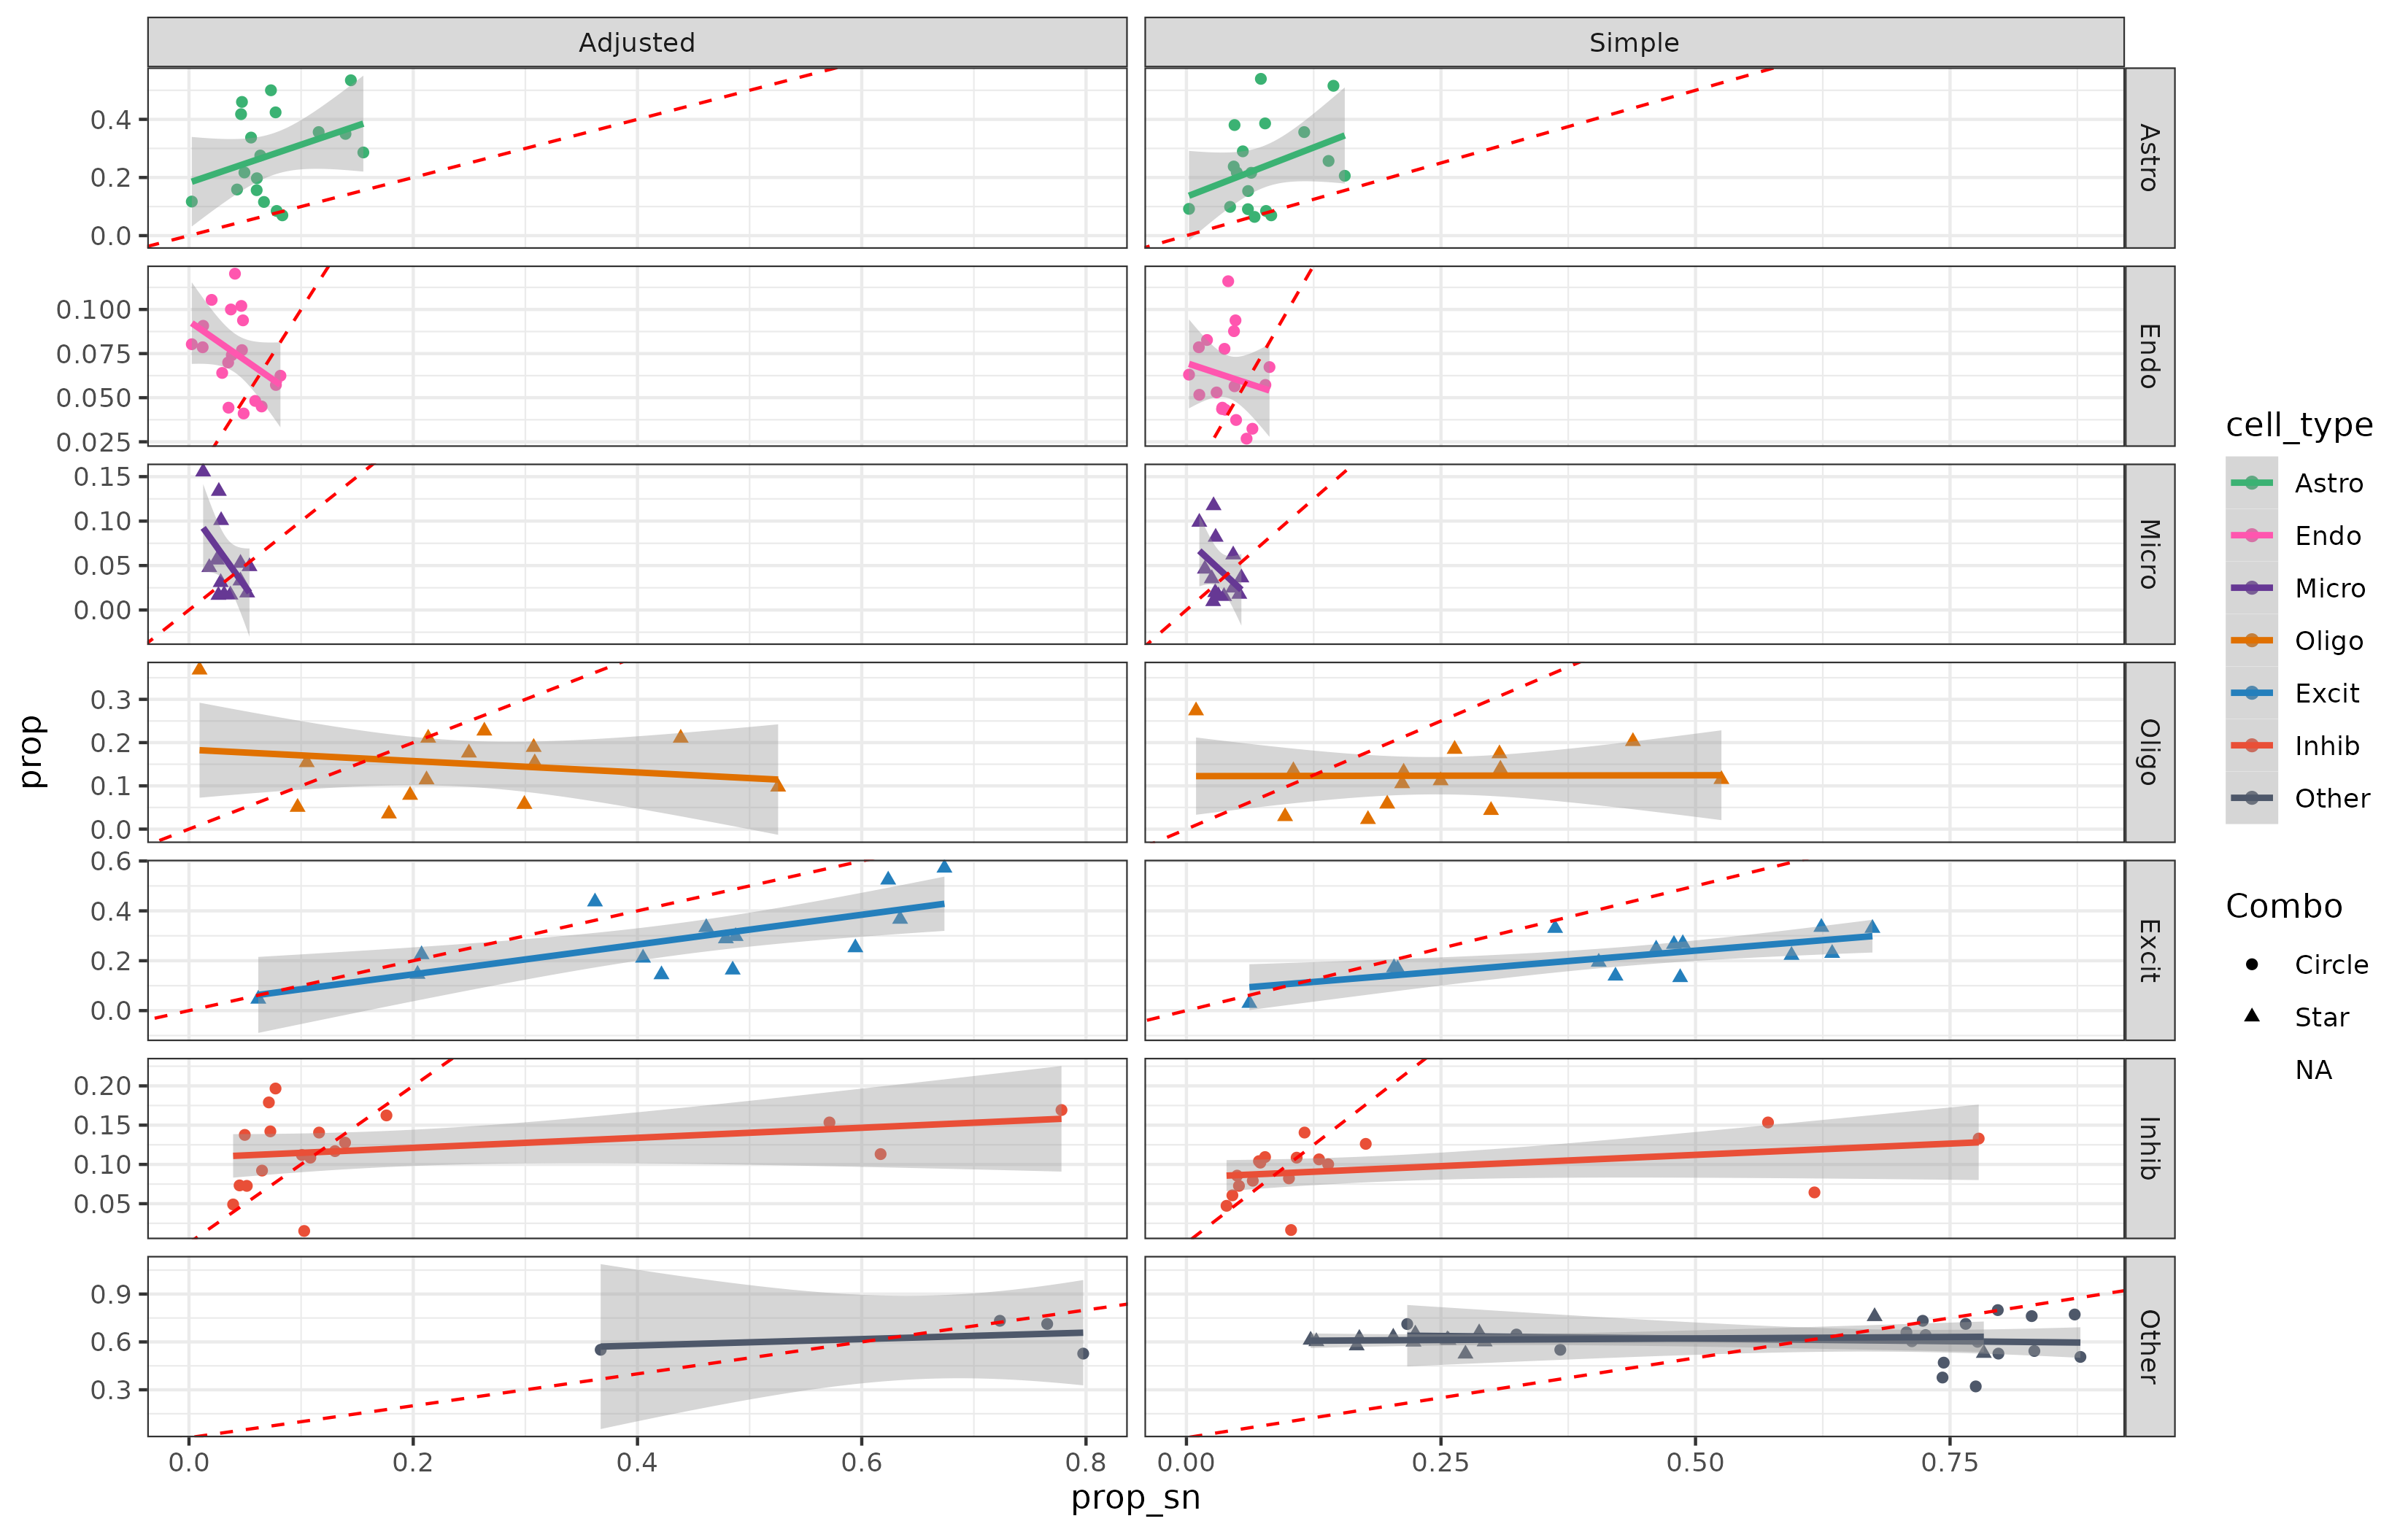 Adjusted Simple
0.4
0.2
0.0
Astro
0.100
0.075
0.050
0.025
Endo
0.15
0.10
0.05
0.00
Micro
0.3
0.2
0.1
0.0
Oligo
0.6
0.4
0.2
0.0
Excit
0.20
0.15
0.10
0.05
Inhib
0.9
0.6
0.3
Other
0.0 0.2 0.4 0.6 0.8 0.00 0.25 0.50 0.75
prop_sn
prop
cell_type
Astro
Endo
Micro
Oligo
Excit
Inhib
Other
Combo
Circle
Star
NA